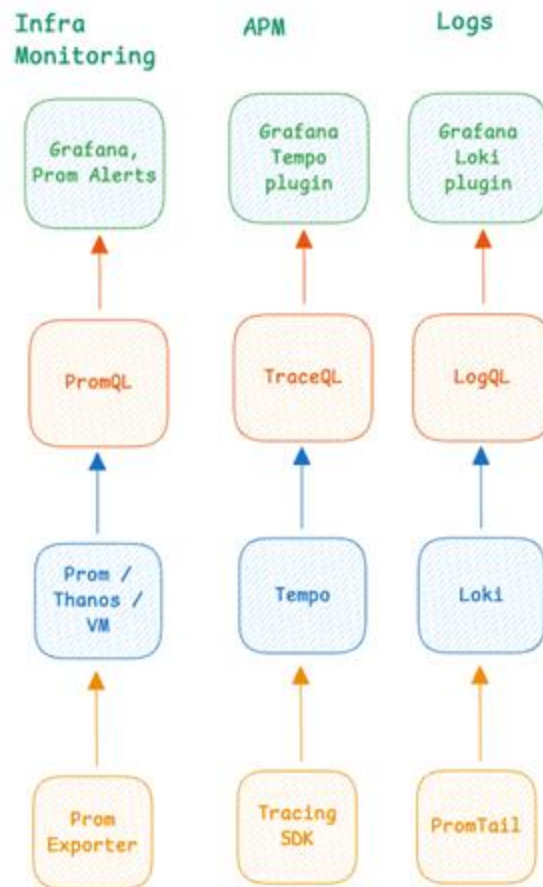 Infra
Monitoring
APM
Logs
Grafana,
Prom Alerts
Grafana
Tempo
plugin
Grafana
Loki
plugin
PromQL
TraceQL
LogQL
Prom /
Thanos /
VM
Tempo
Loki
Prom
Exporter
Tracing
SDK
PromTail